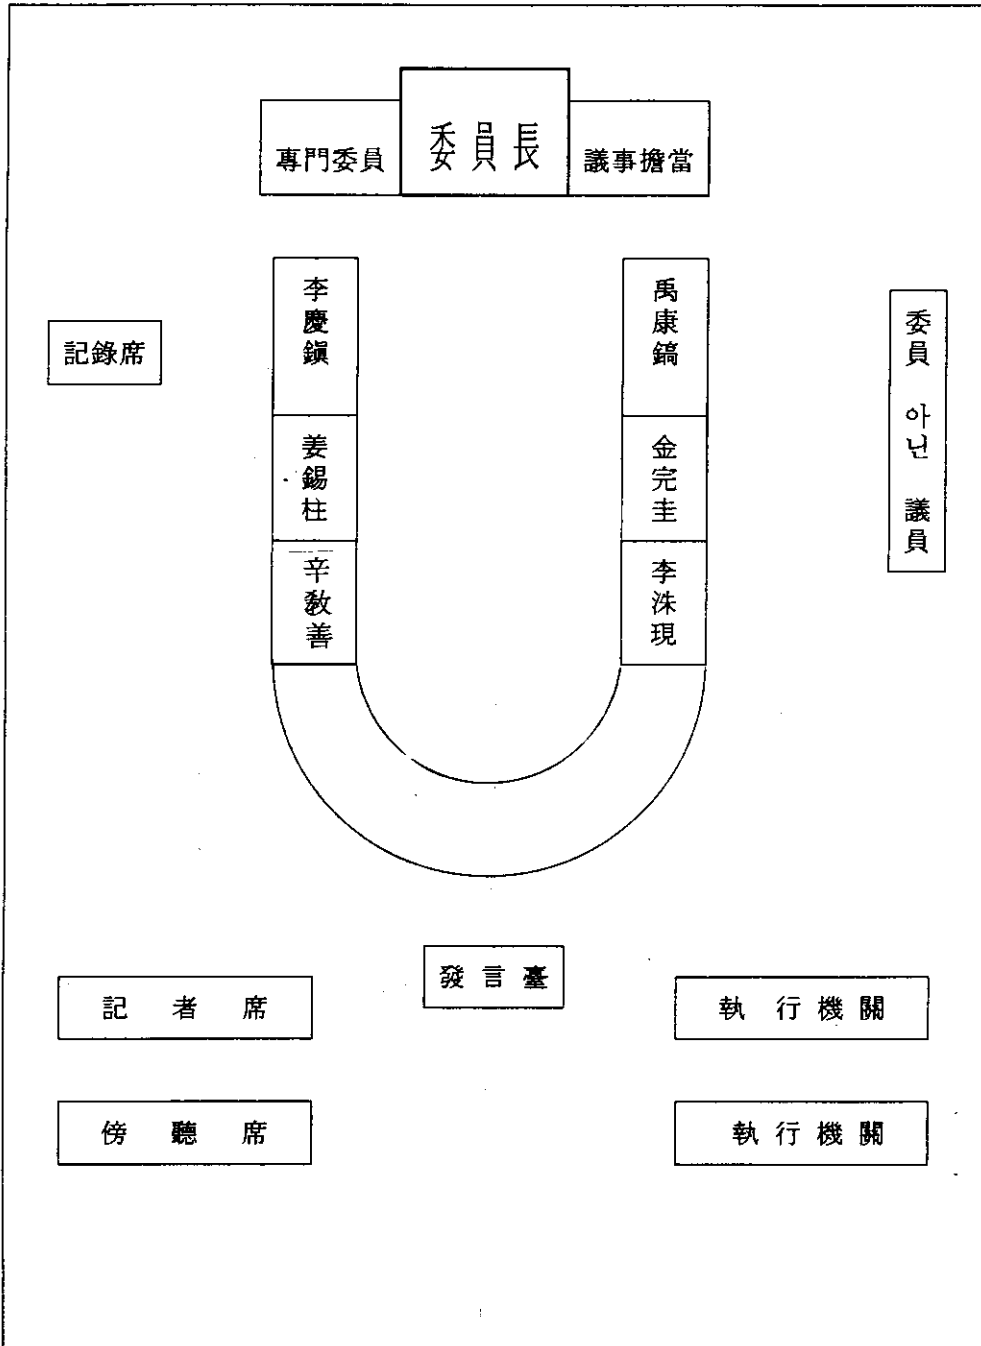 委員長
專門委員
議事擔當
李慶鎭
禹康鎬
記錄席
委員 아닌 議員
姜錫柱
金完圭
辛敎善
李洙現
發言臺
記者席
執行機關
傍聽席
執行機關